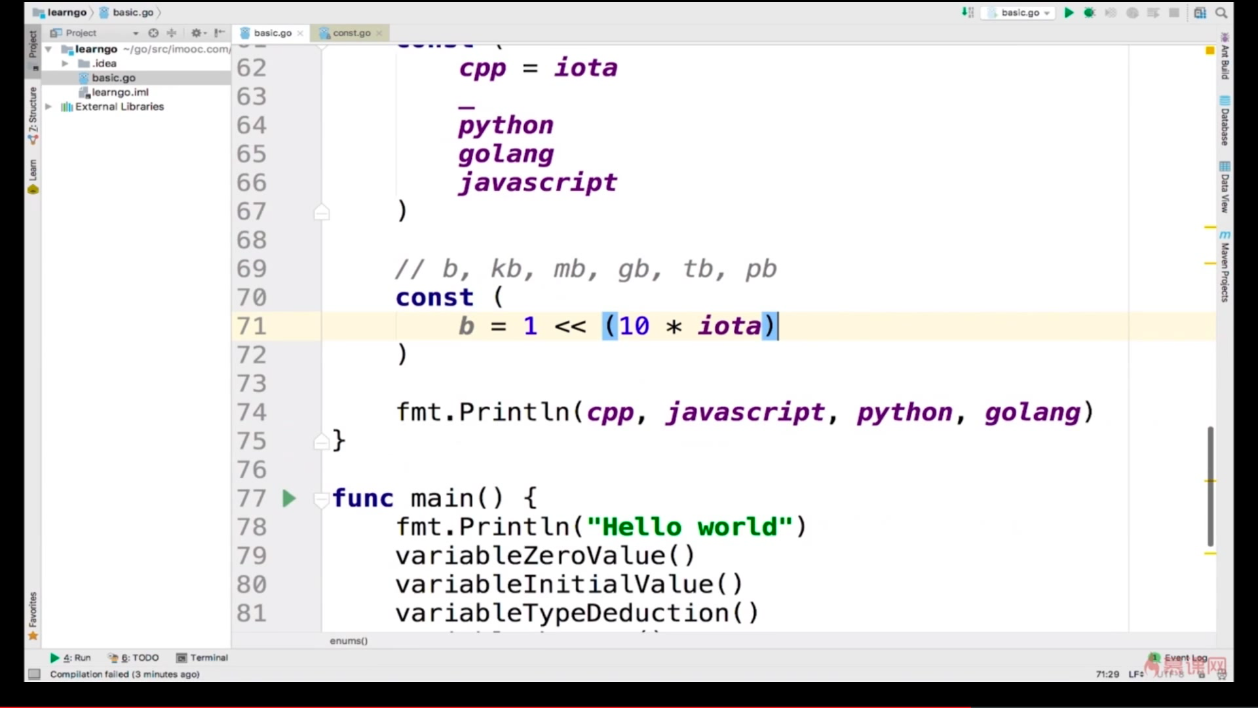 learngo basic.go
basic.go
Project
basic.go
const.go
learngo ~/go/src/imooc.com/
.idea
basic.go
learngo.iml
External Libraries
Project
Z: Structure
Learn
Favorites
Ant Build
Database
Data View
Maven Projects
const (
62 cpp = iota
63 _
64 python
65 golang
66 javascript
67 )
68
69 // b, kb, mb, gb, tb, pb
70 const (
71 b = 1 << (10 * iota)
72 )
73
74 fmt.Println(cpp, javascript, python, golang)
75 }
76
77 func main() {
78 fmt.Println("Hello world")
79 variableZeroValue()
80 variableInitialValue()
81 variableTypeDeduction()
enums()
4: Run 6: TODO Terminal
Event Log
Compilation failed (3 minutes ago)
71:29 LF÷ UTF-8
慕课网